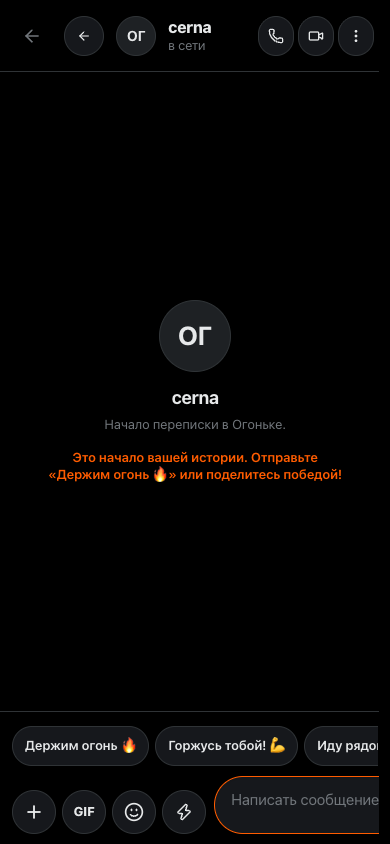 ОГ
cerna
в сети
ОГ
cerna
Начало переписки в Огоньке.
Это начало вашей истории. Отправьте
«Держим огонь 🔥» или поделитесь победой!
Держим огонь 🔥
Горжусь тобой! 💪
Иду рядо
GIF
Написать сообщение